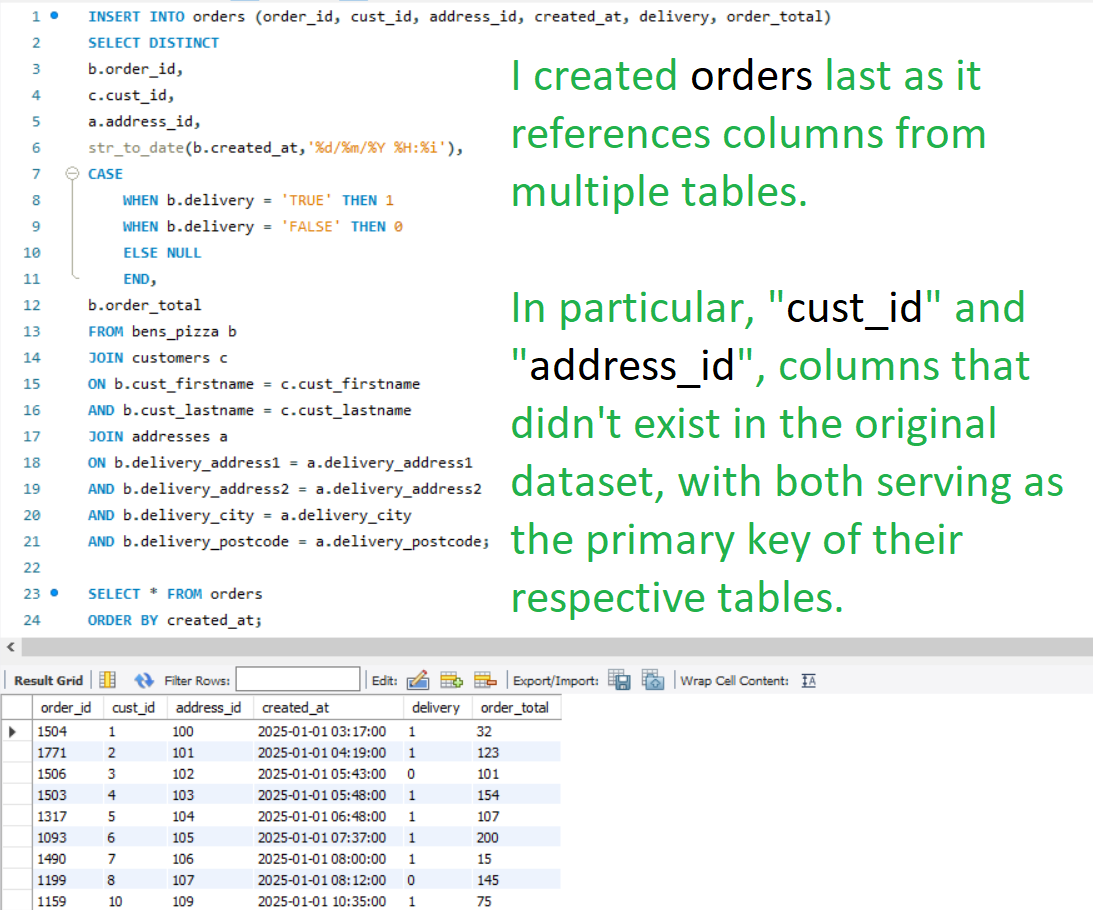 1 INSERT INTO orders (order_id, cust_id, address_id, created_at, delivery, order_total)
2 SELECT DISTINCT
3 b.order_id,
4 c.cust_id,
5 a.address_id,
6 str_to_date(b.created_at,'%d/%m/%Y %H:%i'),
7 CASE
8 WHEN b.delivery = 'TRUE' THEN 1
9 WHEN b.delivery = 'FALSE' THEN 0
10 ELSE NULL
11 END,
12 b.order_total
13 FROM bens_pizza b
14 JOIN customers c
15 ON b.cust_firstname = c.cust_firstname
16 AND b.cust_lastname = c.cust_lastname
17 JOIN addresses a
18 ON b.delivery_address1 = a.delivery_address1
19 AND b.delivery_address2 = a.delivery_address2
20 AND b.delivery_city = a.delivery_city
21 AND b.delivery_postcode = a.delivery_postcode;
22
23 SELECT * FROM orders
24 ORDER BY created_at;
I created orders last as it
references columns from
multiple tables.
In particular, "cust_id" and
"address_id", columns that
didn't exist in the original
dataset, with both serving as
the primary key of their
respective tables.
Result Grid Filter Rows: Edit: Export/Import: Wrap Cell Content: IA
order_id cust_id address_id created_at delivery order_total
1504 1 100 2025-01-01 03:17:00 1 32
1771 2 101 2025-01-01 04:19:00 1 123
1506 3 102 2025-01-01 05:43:00 0 101
1503 4 103 2025-01-01 05:48:00 1 154
1317 5 104 2025-01-01 06:48:00 1 107
1093 6 105 2025-01-01 07:37:00 1 200
1490 7 106 2025-01-01 08:00:00 1 15
1199 8 107 2025-01-01 08:12:00 0 145
1159 10 109 2025-01-01 10:35:00 1 75